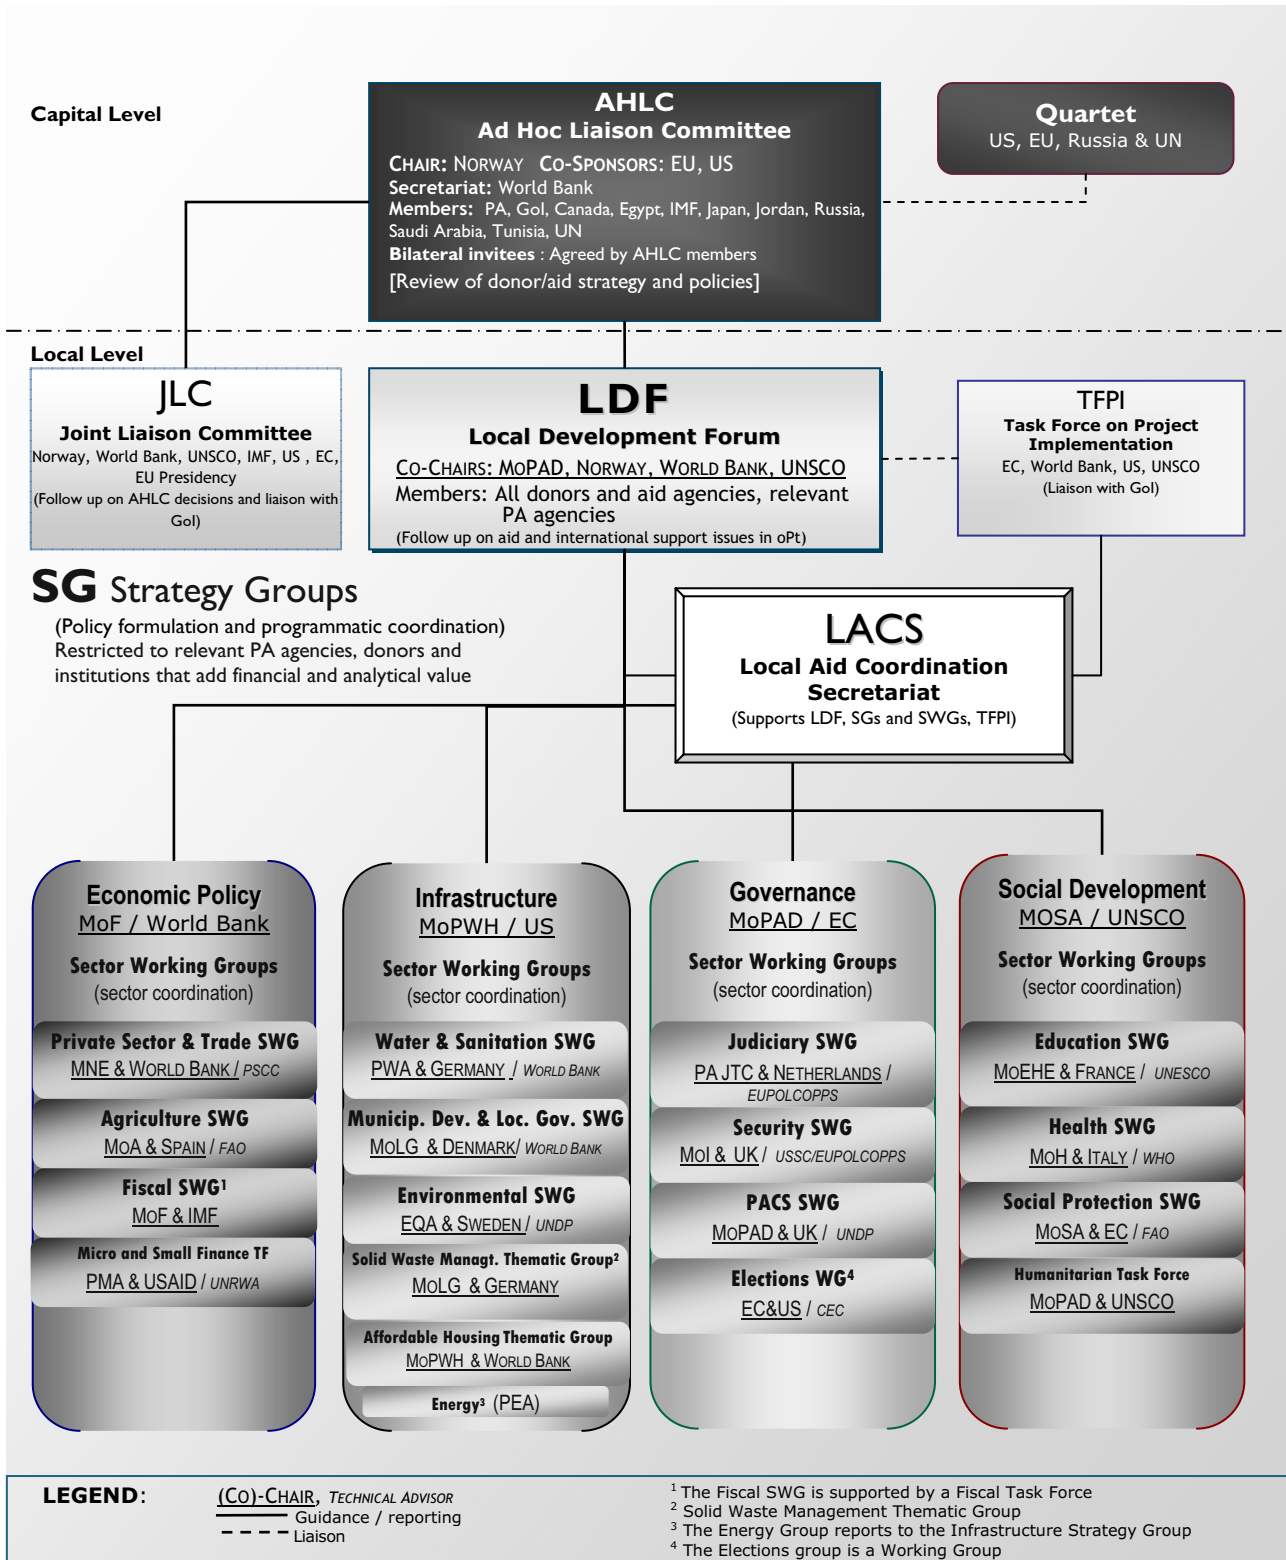 Capital Level
AHLC
Ad Hoc Liaison Committee
CHAIR: NORWAY CO-SPONSORS: EU, US
Secretariat: World Bank
Members: PA, GoI, Canada, Egypt, IMF, Japan, Jordan, Russia,
Saudi Arabia, Tunisia, UN
Bilateral invitees : Agreed by AHLC members
[Review of donor/aid strategy and policies]
Quartet
US, EU, Russia & UN
Local Level
JLC
Joint Liaison Committee
Norway, World Bank, UNSCO, IMF, US , EC,
EU Presidency
(Follow up on AHLC decisions and liaison with
GoI)
LDF
Local Development Forum
CO-CHAIRS: MOPAD, NORWAY, WORLD BANK, UNSCO
Members: All donors and aid agencies, relevant
PA agencies
(Follow up on aid and international support issues in oPt)
TFPI
Task Force on Project
Implementation
EC, World Bank, US, UNSCO
(Liaison with GoI)
SG Strategy Groups
(Policy formulation and programmatic coordination)
Restricted to relevant PA agencies, donors and
institutions that add financial and analytical value
LACS
Local Aid Coordination
Secretariat
(Supports LDF, SGs and SWGs, TFPI)
Economic Policy
MoF / World Bank
Sector Working Groups
(sector coordination)
Private Sector & Trade SWG
MNE & WORLD BANK / PSCC
Agriculture SWG
MOA & SPAIN / FAO
Fiscal SWG1
MOF & IMF
Micro and Small Finance TF
PMA & USAID / UNRWA
Infrastructure
MOPWH / US
Sector Working Groups
(sector coordination)
Water & Sanitation SWG
PWA & GERMANY / WORLD BANK
Municip. Dev. & Loc. Gov. SWG
MOLG & DENMARK/ WORLD BANK
Environmental SWG
EQA & SWEDEN / UNDP
Solid Waste Managt. Thematic Group2
MOLG & GERMANY
Affordable Housing Thematic Group
MOPWH & WORLD BANK
Energy3 (PEA)
Governance
MOPAD / EC
Sector Working Groups
(sector coordination)
Judiciary SWG
PA JTC & NETHERLANDS /
EUPOLCOPPS
Security SWG
MOI & UK / USSC/EUPOLCOPPS
PACS SWG
MOPAD & UK / UNDP
Elections WG4
EC&US / CEC
Social Development
MOSA / UNSCO
Sector Working Groups
(sector coordination)
Education SWG
MOEHE & FRANCE / UNESCO
Health SWG
MOH & ITALY / WHO
Social Protection SWG
MOSA & EC / FAO
Humanitarian Task Force
MOPAD & UNSCO
LEGEND:
(CO)-CHAIR, TECHNICAL ADVISOR
Guidance / reporting
Liaison
1 The Fiscal SWG is supported by a Fiscal Task Force
2 Solid Waste Management Thematic Group
3 The Energy Group reports to the Infrastructure Strategy Group
4 The Elections group is a Working Group